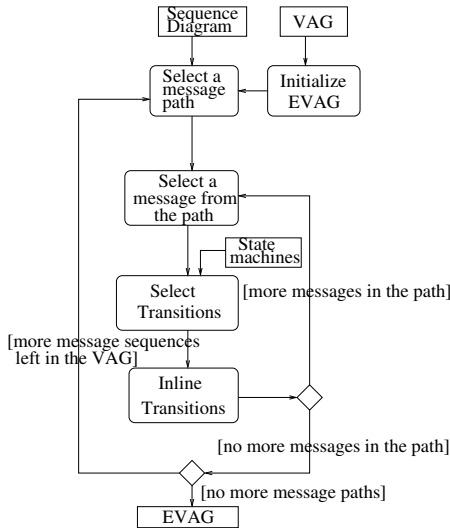 Sequence
Diagram
VAG
Select a
message
path
Initialize
EVAG
Select a
message from
the path
State
machines
Select
Transitions
[more messages in the path]
[more message sequences
left in the VAG]
Inline
Transitions
[no more messages in the path]
[no more message paths]
EVAG